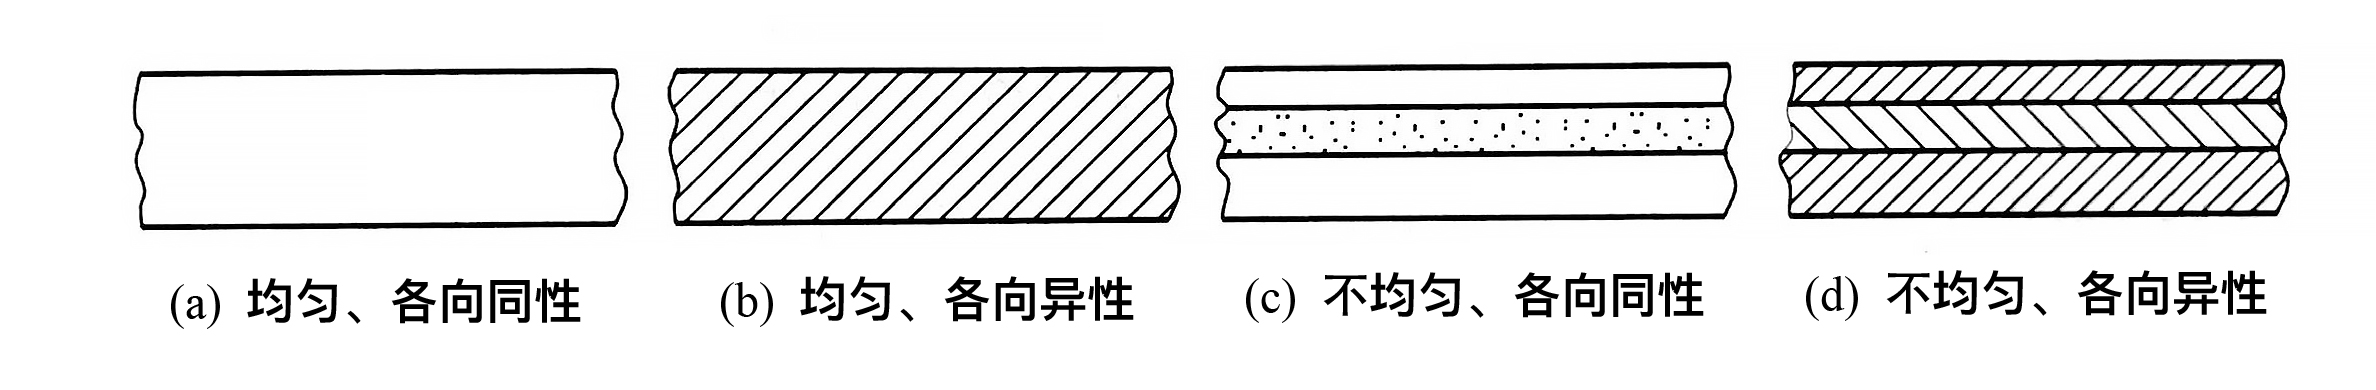 (a) 均匀、各向同性
(b) 均匀、各向异性
(c) 不均匀、各向同性
(d) 不均匀、各向异性